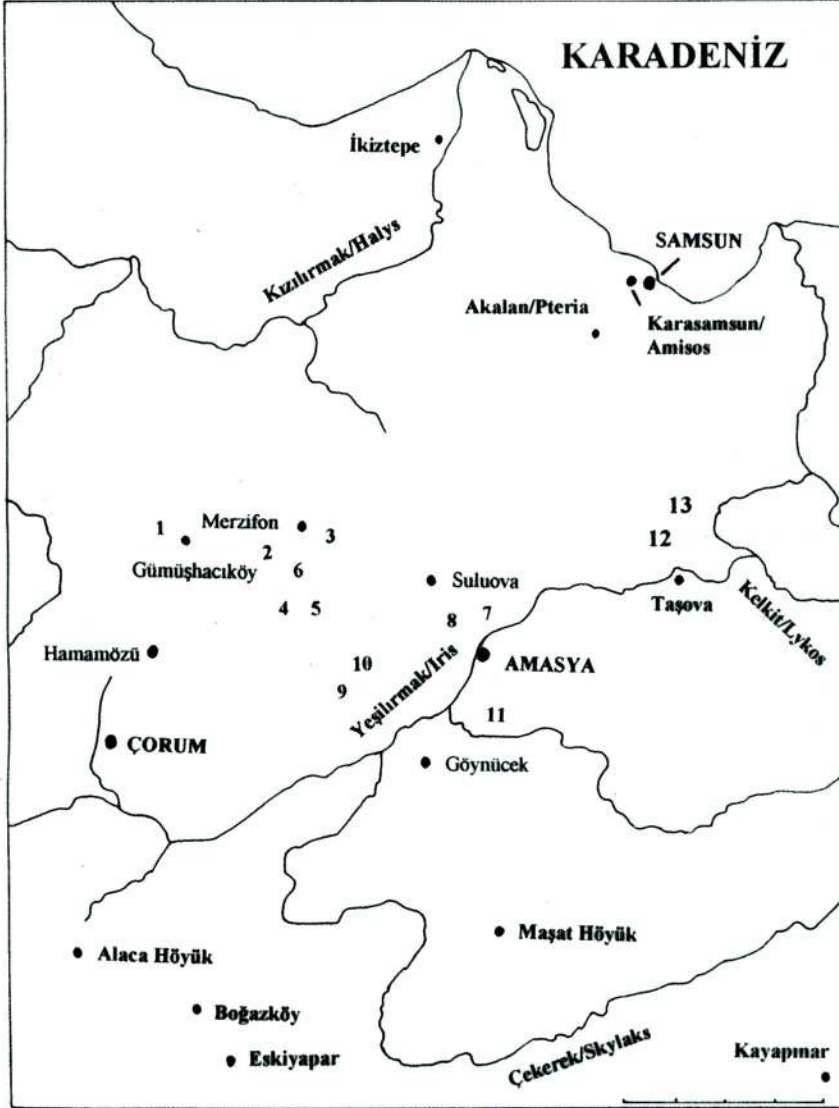 KARADENİZ
İkiztepe
Kızılırmak/Halys
SAMSUN
Akalan/Pteria
Karasamsun/
Amisos
13
Merzifon
1
3
2
12
Gümüşhacıköy
6
Suluova
Taşova
Kelkit/Lykos
4
5
8
7
Hamamözü
10
AMASYA
9
Yeşilırmak/Iris
11
ÇORUM
Göynücek
Maşat Höyük
Alaca Höyük
Boğazköy
Eskiyapar
Çekerek/Skylaks
Kayapınar